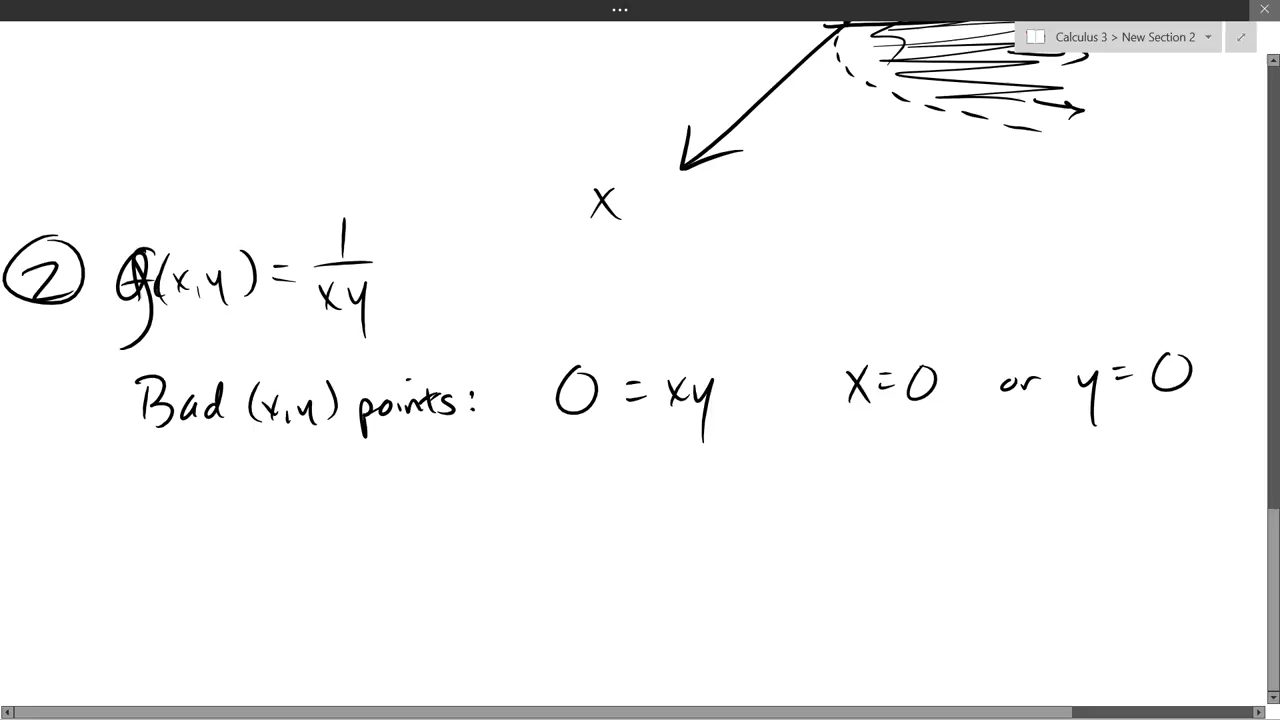 ...
Calculus 3 > New Section 2
x
② g(x,y) = 1/xy
Bad (x,y) points: 0 = xy x=0 or y=0